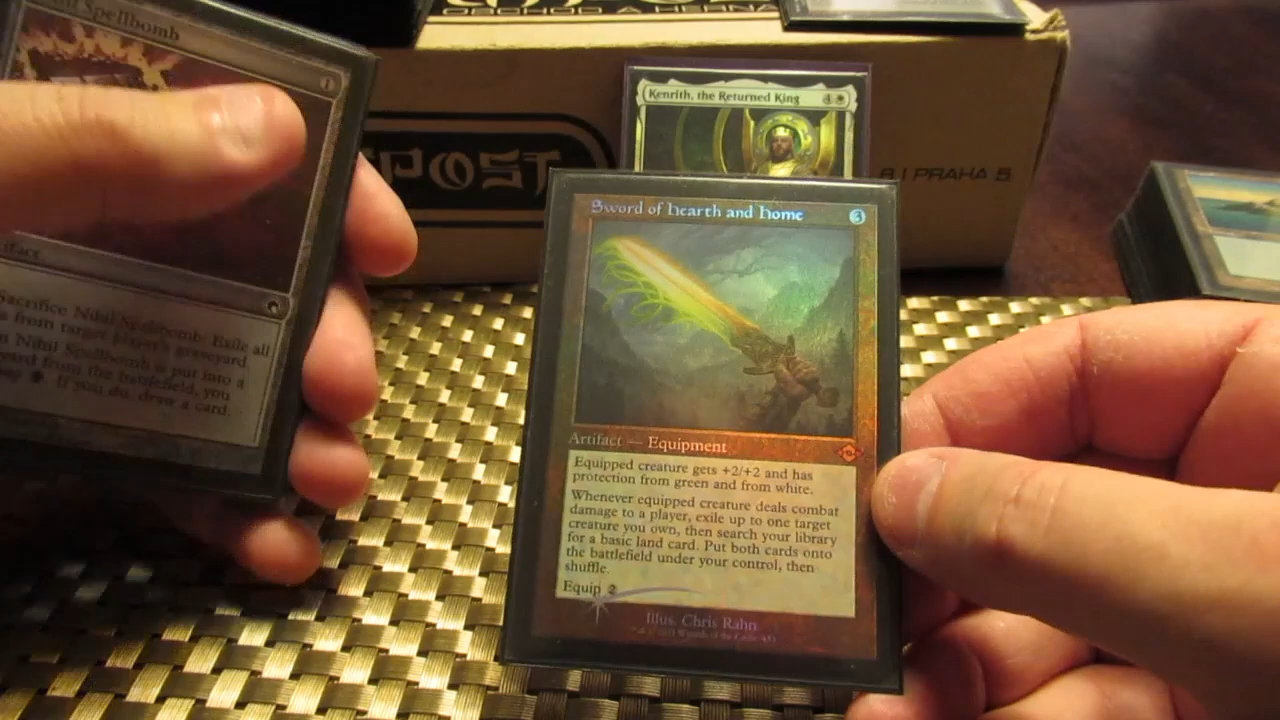 Spellbomb
1
Sacrifice Nihil Spellbomb: Exile all
from target player's graveyard.
Nihil Spellbomb is put into a
from the battlefield, you
. If you do, draw a card.
OBCHOD A HERNA
POST
PRAHA 5
Kenrith, the Returned King
4
Sword of Hearth and Home
3
Artifact — Equipment
Equipped creature gets +2/+2 and has
protection from green and from white.
Whenever equipped creature deals combat
damage to a player, exile up to one target
creature you own, then search your library
for a basic land card. Put both cards onto
the battlefield under your control, then
shuffle.
Equip 2
Illus. Chris Rahn